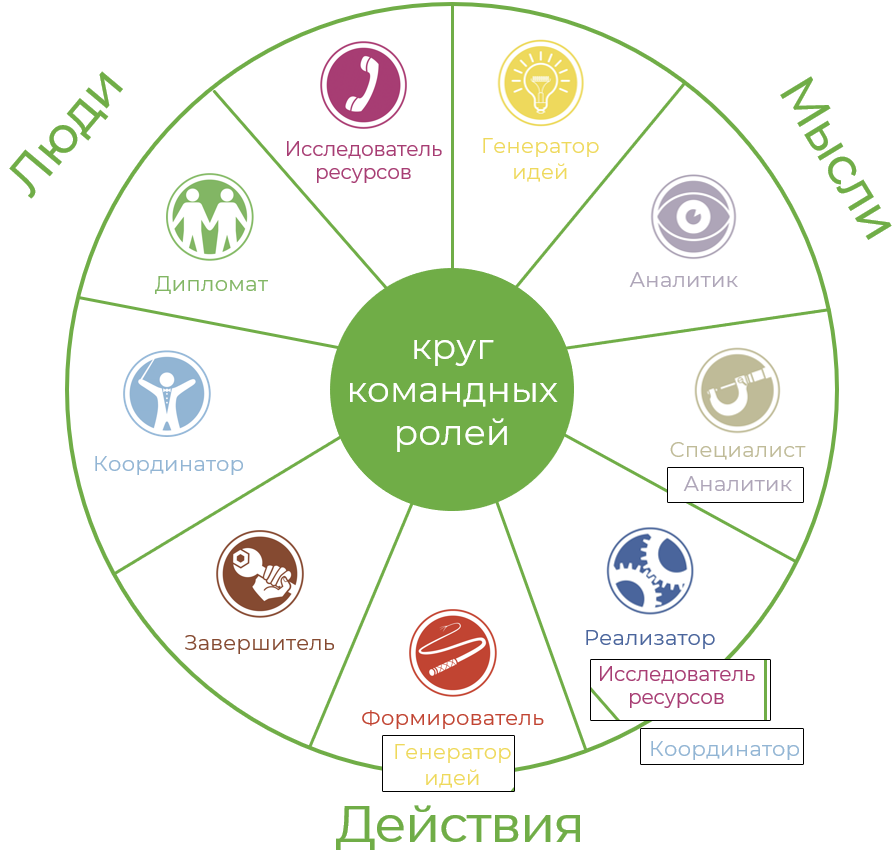 Люди
Мысли
Исследователь
ресурсов
Генератор
идей
Дипломат
Аналитик
круг
командных
ролей
Координатор
Специалист
Аналитик
Завершитель
Реализатор
Исследователь
ресурсов
Формирователь
Генератор
идей
Координатор
Действия